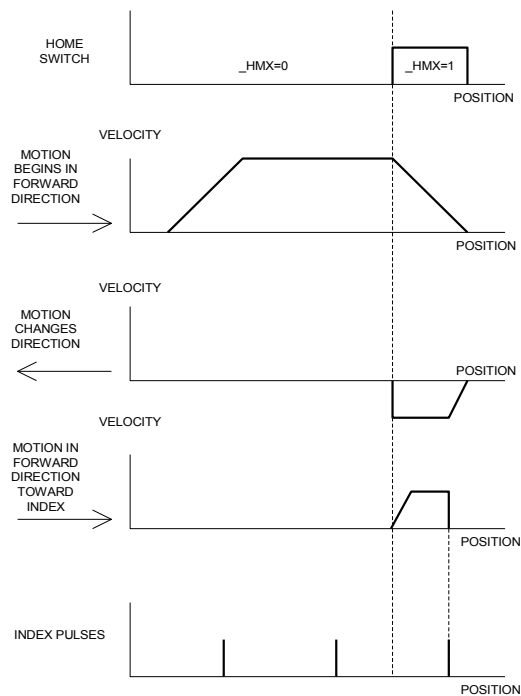 HOME
SWITCH
_HMX=0
_HMX=1
POSITION
VELOCITY
MOTION
BEGINS IN
FORWARD
DIRECTION
POSITION
VELOCITY
MOTION
CHANGES
DIRECTION
POSITION
VELOCITY
MOTION IN
FORWARD
DIRECTION
TOWARD
INDEX
POSITION
INDEX PULSES
POSITION